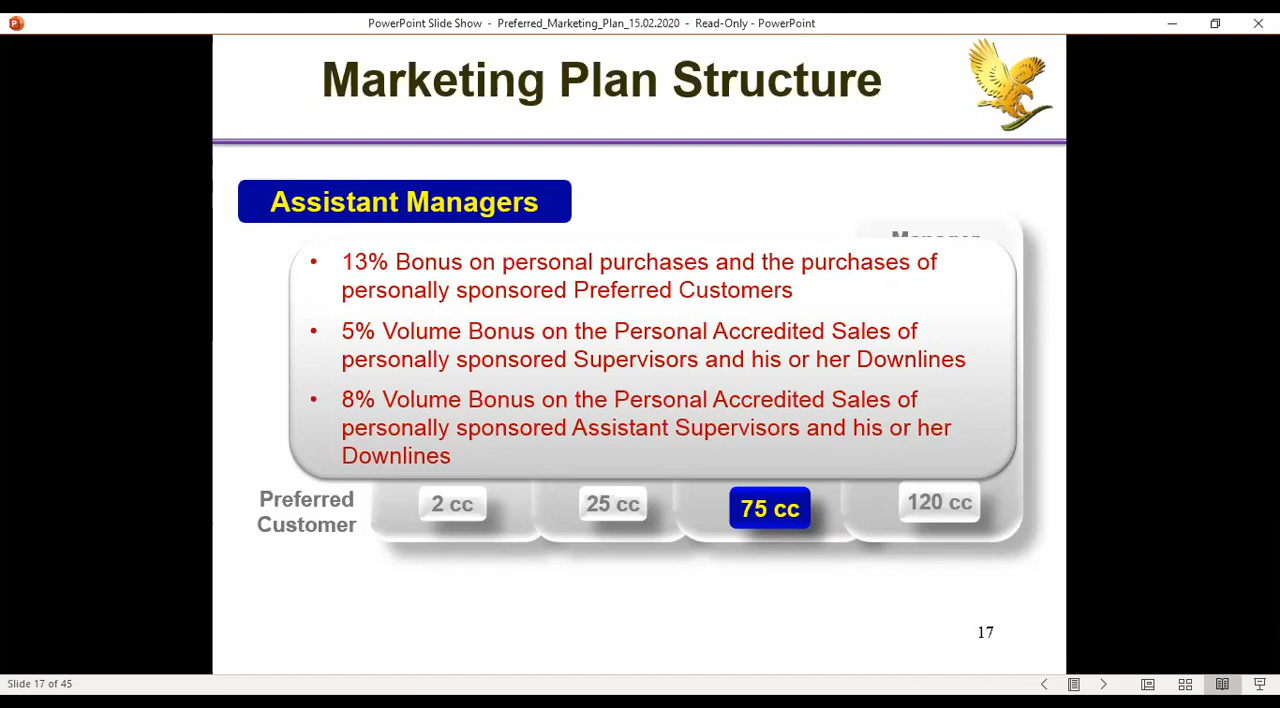 PowerPoint Slide Show - Preferred_Marketing_Plan_15.02.2020 - Read-Only - PowerPoint
Marketing Plan Structure
Assistant Managers
Manager
• 13% Bonus on personal purchases and the purchases of
personally sponsored Preferred Customers
• 5% Volume Bonus on the Personal Accredited Sales of
personally sponsored Supervisors and his or her Downlines
• 8% Volume Bonus on the Personal Accredited Sales of
personally sponsored Assistant Supervisors and his or her
Downlines
Preferred
Customer
2 cc
25 cc
75 cc
120 cc
17
Slide 17 of 45